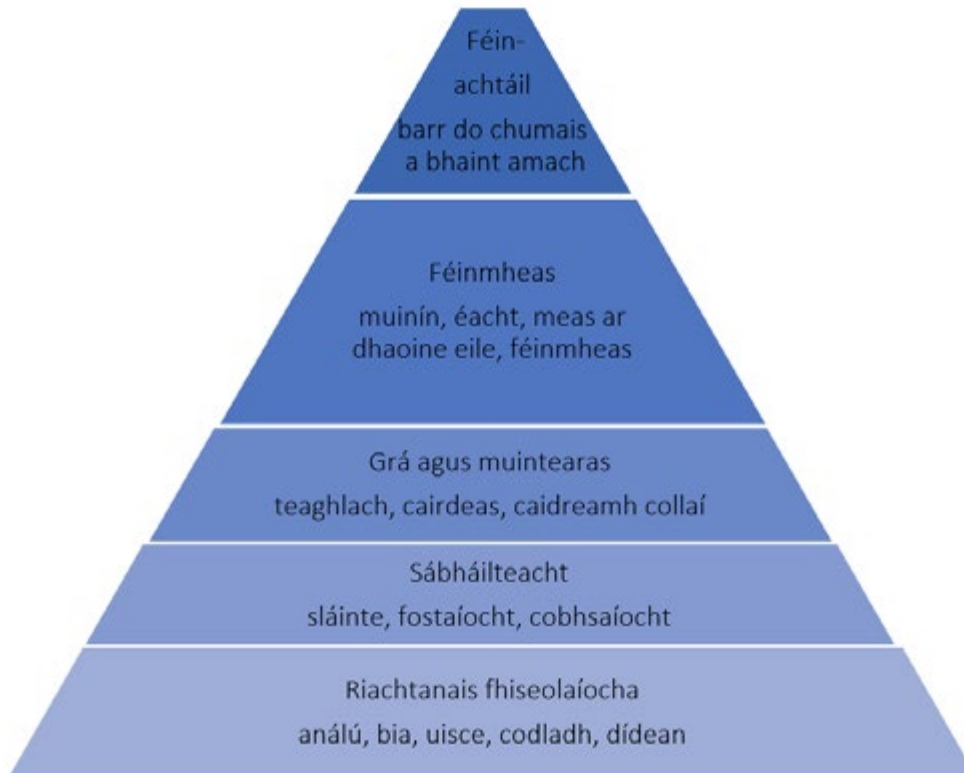 Féin-
achtáil
barr do chumais
a bhaint amach
Féinmheas
muinín, éacht, meas ar
dhaoine eile, féinmheas
Grá agus muintearas
teaghlach, cairdeas, caidreamh collaí
Sábháilteacht
sláinte, fostaíocht, cobhsaíocht
Riachtanais fhiseolaíocha
análú, bia, uisce, codladh, dídean